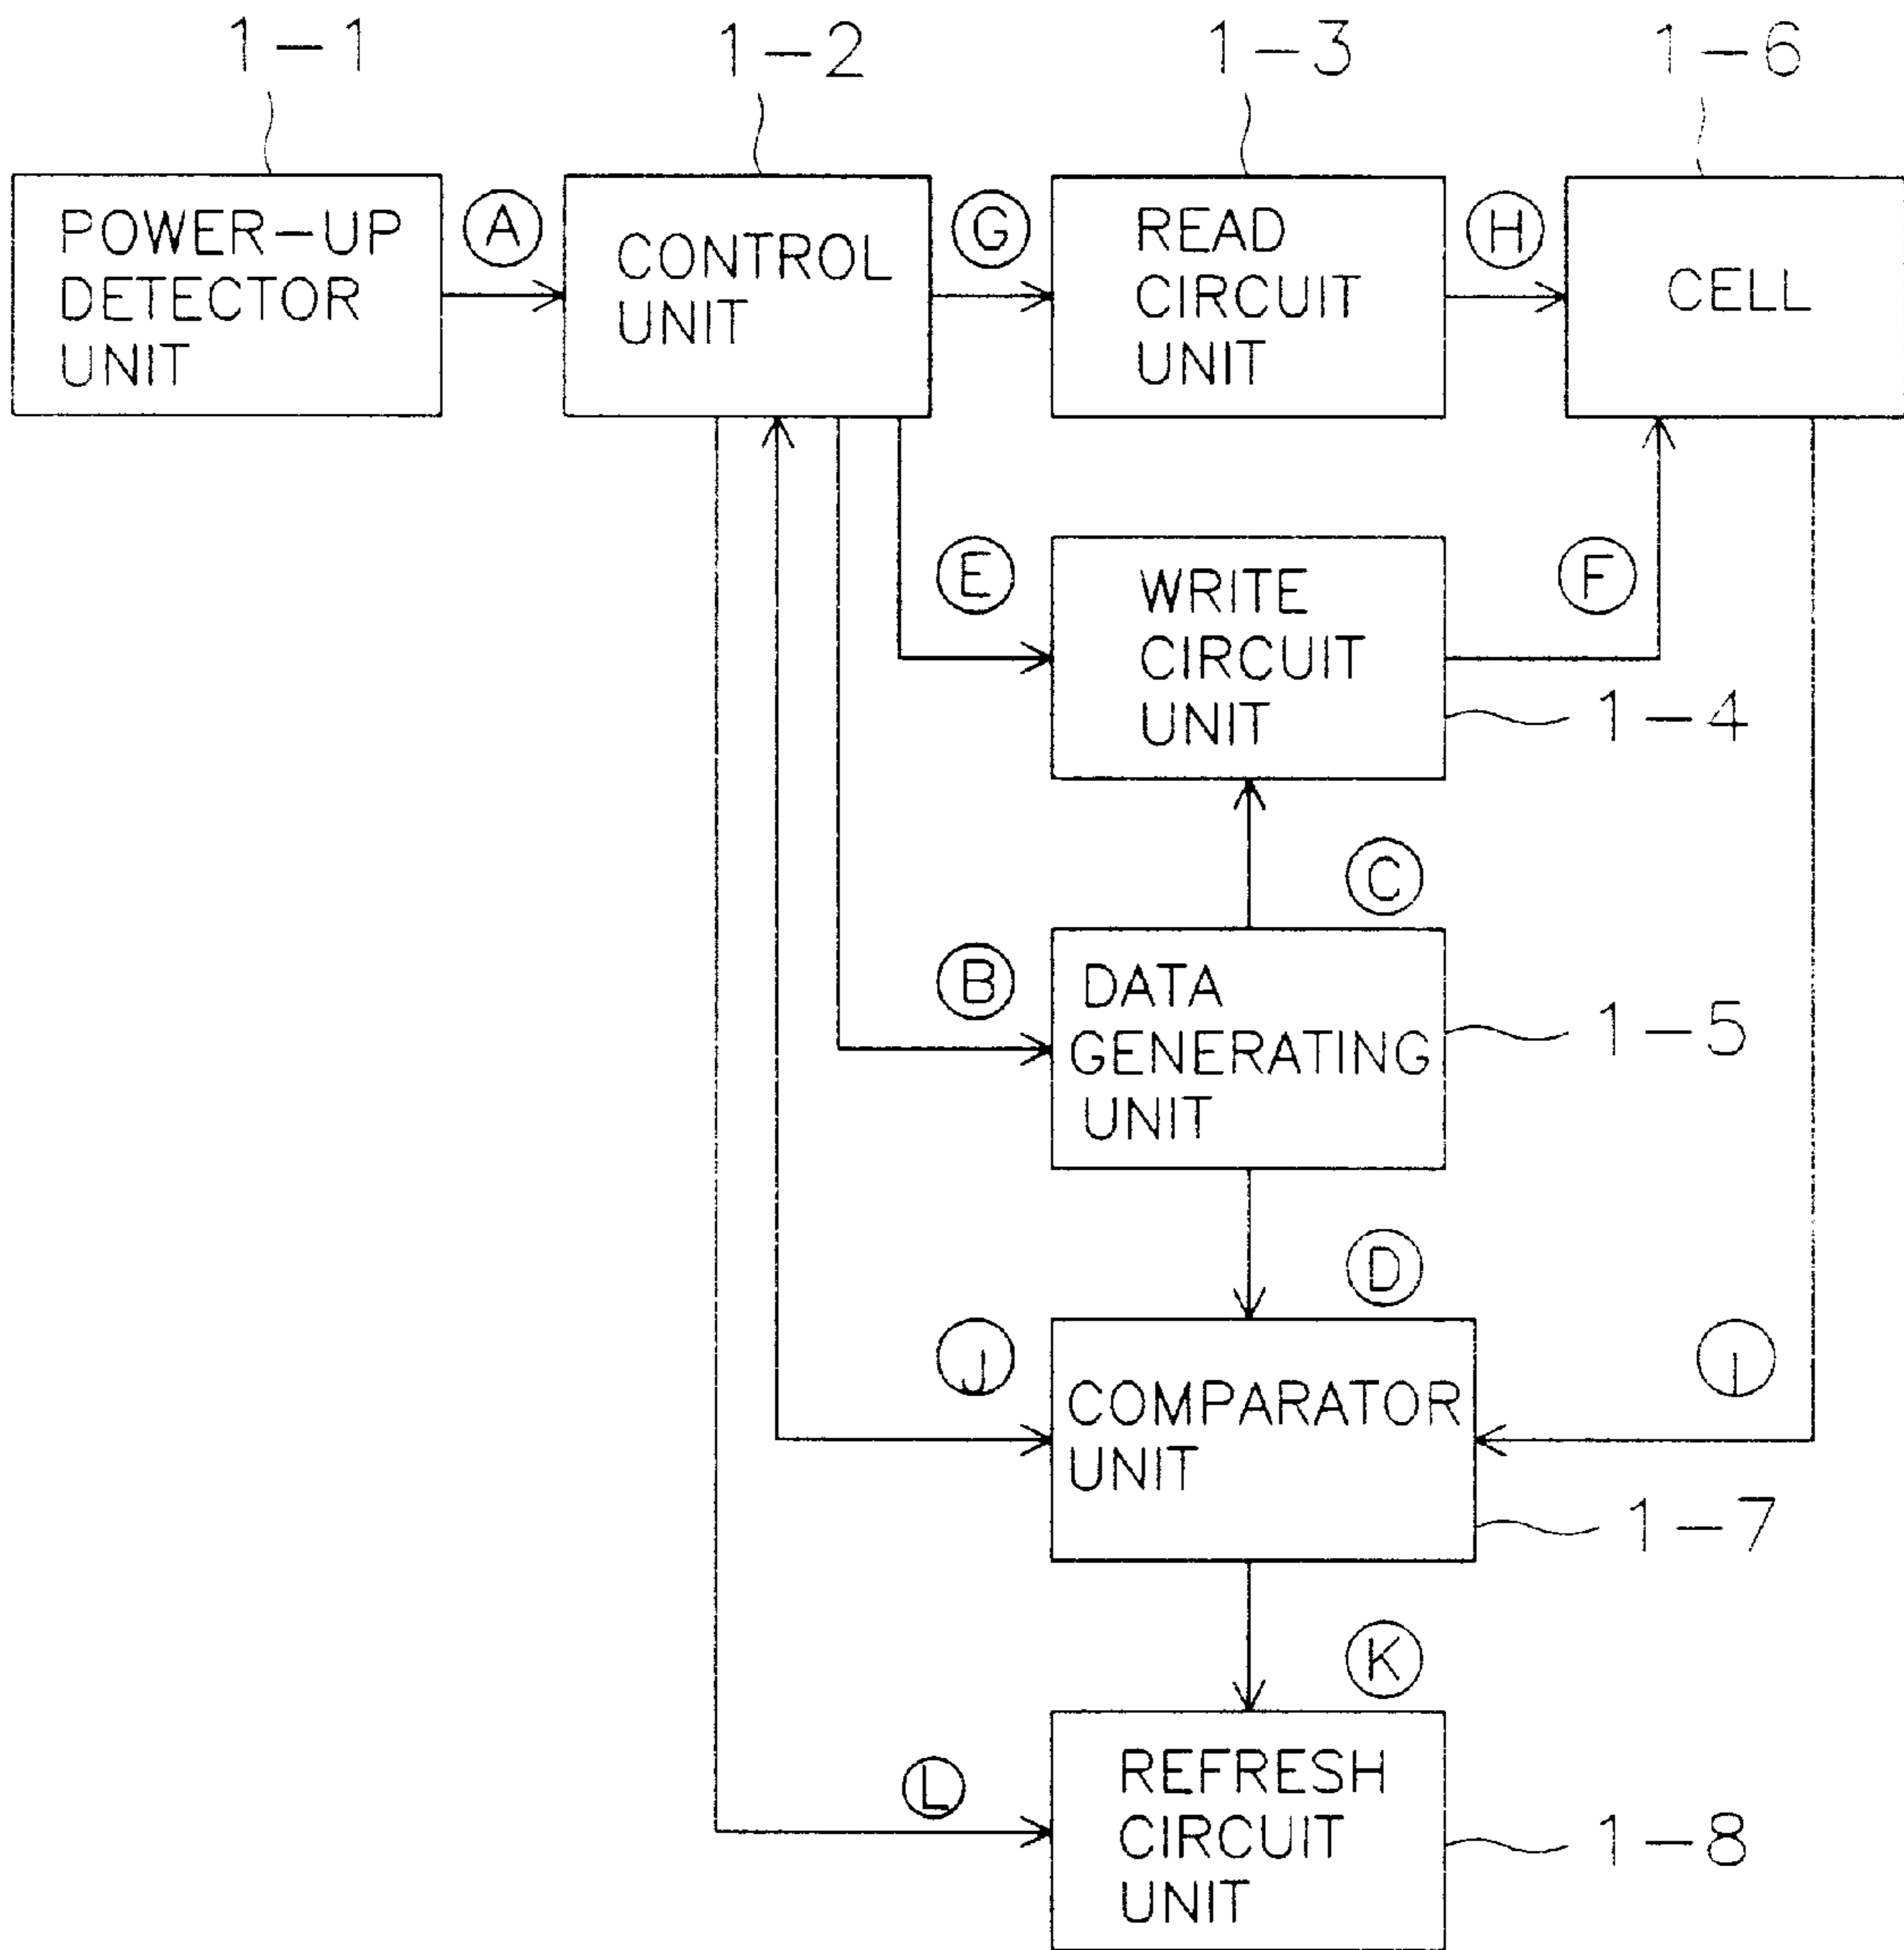 1-1
1-2
1-3
1-6
POWER-UP
DETECTOR
UNIT
A
CONTROL
UNIT
G
READ
CIRCUIT
UNIT
H
CELL
E
WRITE
CIRCUIT
UNIT
F
1-4
C
B
DATA
GENERATING
UNIT
1-5
D
J
COMPARATOR
UNIT
I
1-7
K
L
REFRESH
CIRCUIT
UNIT
1-8